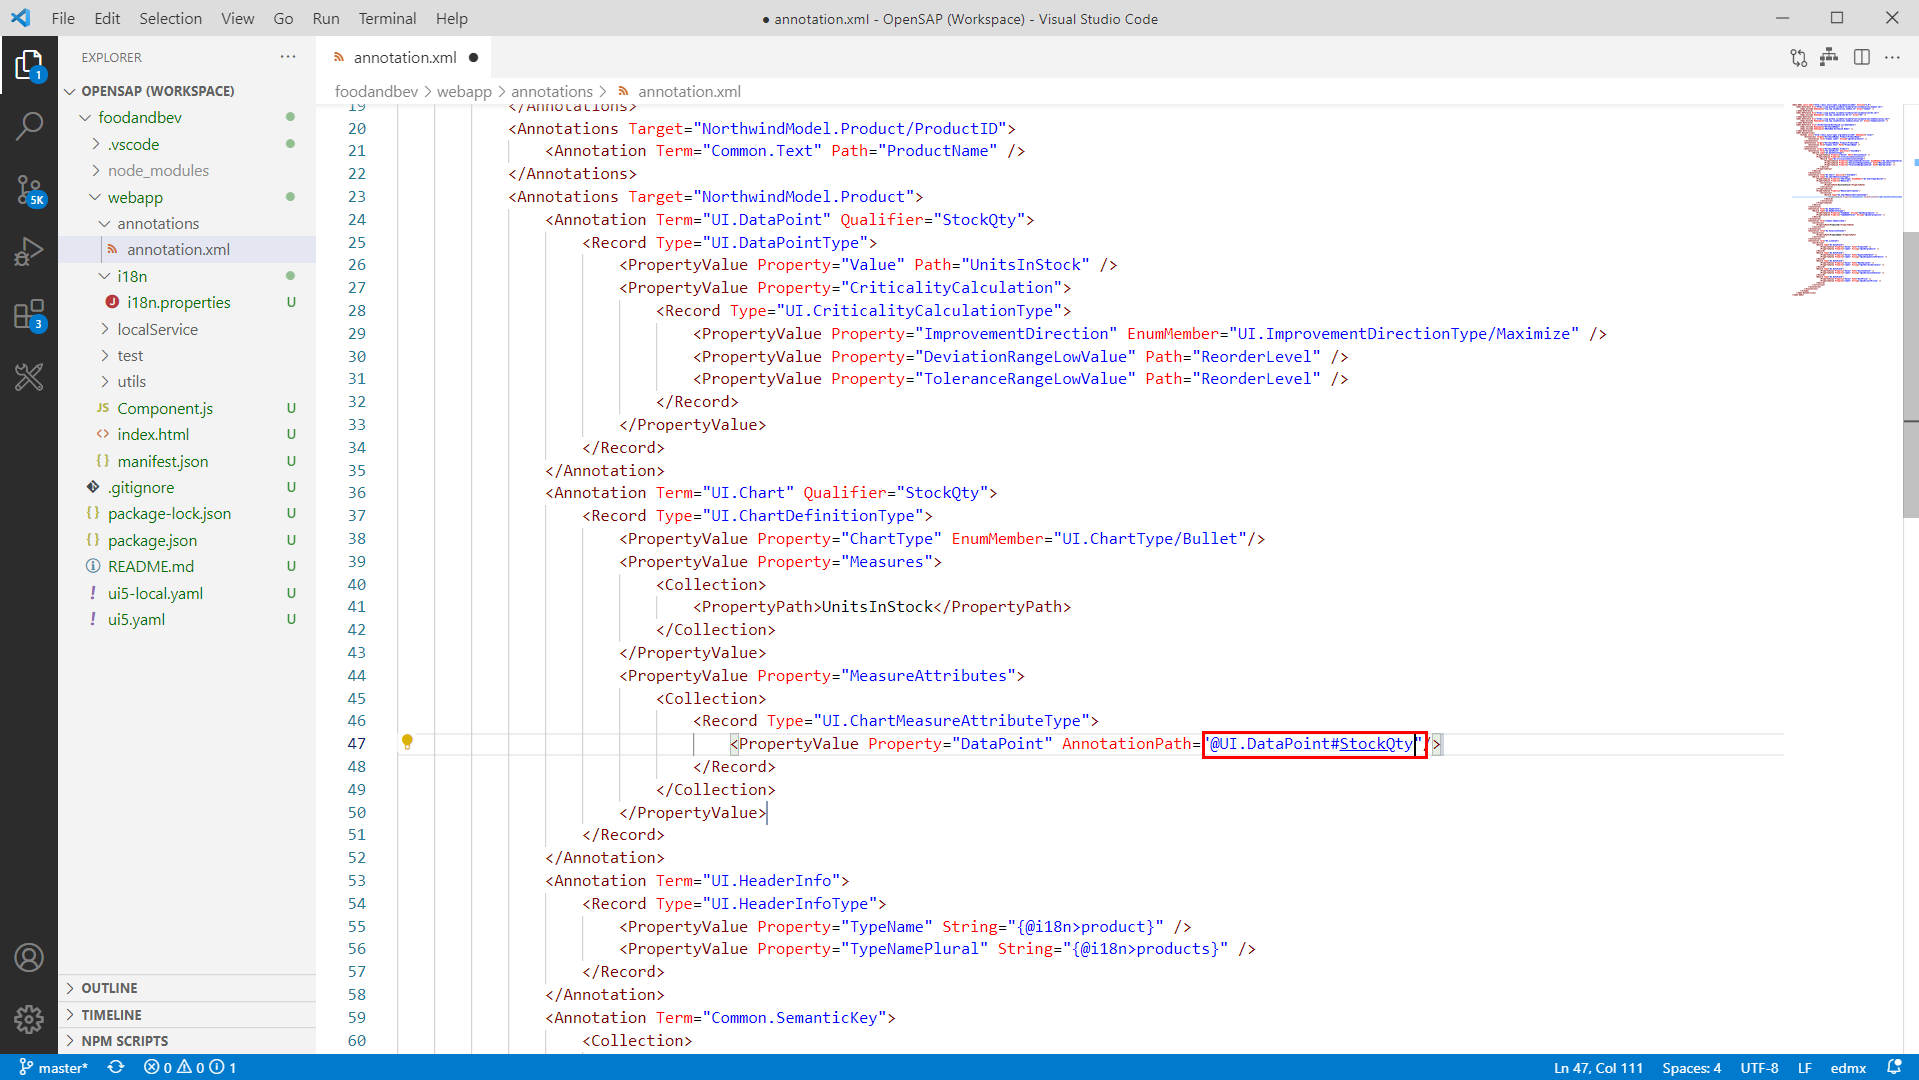 File Edit Selection View Go Run Terminal Help
● annotation.xml - OpenSAP (Workspace) - Visual Studio Code
EXPLORER
annotation.xml ●
1
OPENSAP (WORKSPACE)
foodandbev > webapp > annotations > annotation.xml
foodandbev
.vscode
node_modules
webapp
5K
annotations
annotation.xml
i18n
i18n.properties U
3
localService
test
utils
JS Component.js U
index.html U
manifest.json U
.gitignore U
package-lock.json U
package.json U
README.md U
! ui5-local.yaml U
! ui5.yaml U
OUTLINE
TIMELINE
NPM SCRIPTS
19 </Annotations>
20 <Annotations Target="NorthwindModel.Product/ProductID">
21 <Annotation Term="Common.Text" Path="ProductName" />
22 </Annotations>
23 <Annotations Target="NorthwindModel.Product">
24 <Annotation Term="UI.DataPoint" Qualifier="StockQty">
25 <Record Type="UI.DataPointType">
26 <PropertyValue Property="Value" Path="UnitsInStock" />
27 <PropertyValue Property="CriticalityCalculation">
28 <Record Type="UI.CriticalityCalculationType">
29 <PropertyValue Property="ImprovementDirection" EnumMember="UI.ImprovementDirectionType/Maximize" />
30 <PropertyValue Property="DeviationRangeLowValue" Path="ReorderLevel" />
31 <PropertyValue Property="ToleranceRangeLowValue" Path="ReorderLevel" />
32 </Record>
33 </PropertyValue>
34 </Record>
35 </Annotation>
36 <Annotation Term="UI.Chart" Qualifier="StockQty">
37 <Record Type="UI.ChartDefinitionType">
38 <PropertyValue Property="ChartType" EnumMember="UI.ChartType/Bullet"/>
39 <PropertyValue Property="Measures">
40 <Collection>
41 <PropertyPath>UnitsInStock</PropertyPath>
42 </Collection>
43 </PropertyValue>
44 <PropertyValue Property="MeasureAttributes">
45 <Collection>
46 <Record Type="UI.ChartMeasureAttributeType">
47 <PropertyValue Property="DataPoint" AnnotationPath="@UI.DataPoint#StockQty"/>
48 </Record>
49 </Collection>
50 </PropertyValue>
51 </Record>
52 </Annotation>
53 <Annotation Term="UI.HeaderInfo">
54 <Record Type="UI.HeaderInfoType">
55 <PropertyValue Property="TypeName" String="{@i18n>product}" />
56 <PropertyValue Property="TypeNamePlural" String="{@i18n>products}" />
57 </Record>
58 </Annotation>
59 <Annotation Term="Common.SemanticKey">
60 <Collection>
master* 0 0 1
Ln 47, Col 111 Spaces: 4 UTF-8 LF edmx